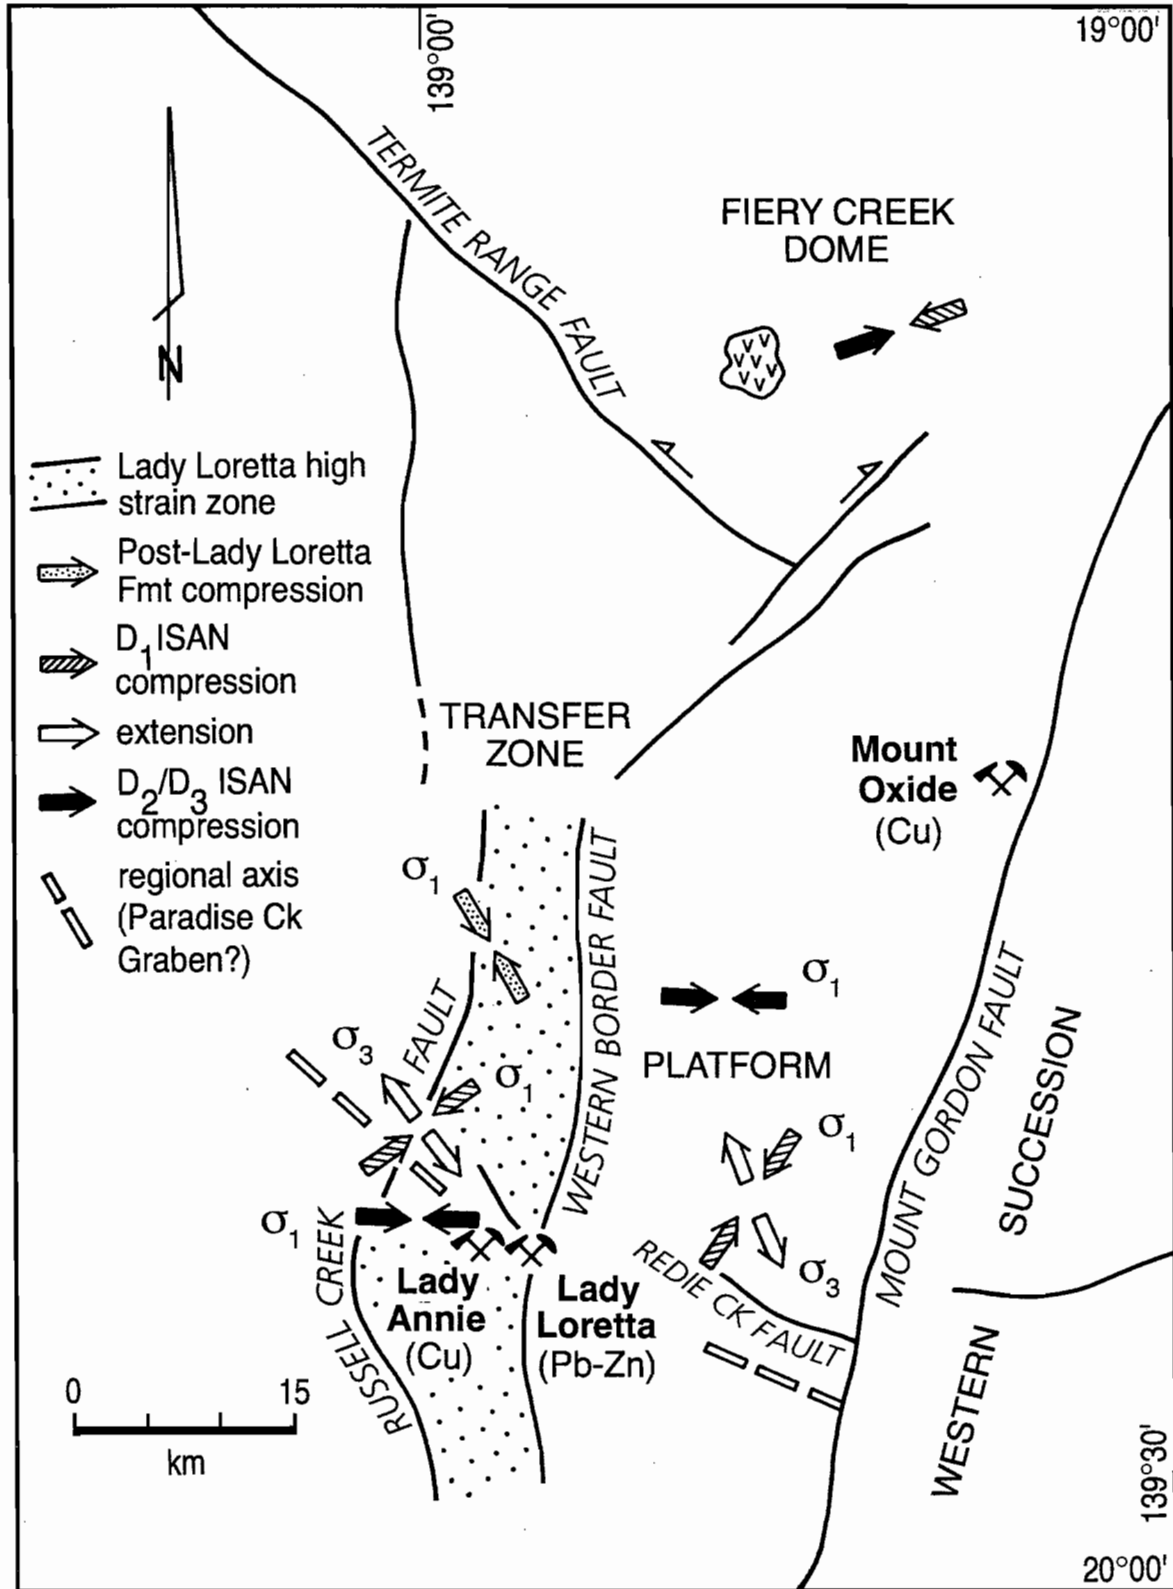 139°00'
19°00'
TERMITE RANGE FAULT
FIERY CREEK
DOME
V V V V V V V V
N
Lady Loretta high
strain zone
Post-Lady Loretta
Fmt compression
D1 ISAN
compression
extension
D2/D3 ISAN
compression
regional axis
(Paradise Ck
Graben?)
TRANSFER
ZONE
Mount
Oxide
(Cu)
σ1
WESTERN BORDER FAULT
σ1
PLATFORM
σ3
σ1
σ1
σ3
σ1
RUSSELL CREEK FAULT
REDIE CK FAULT
MOUNT GORDON FAULT
WESTERN SUCCESSION
Lady
Annie
(Cu)
Lady
Loretta
(Pb-Zn)
0 15
km
139°30'
20°00'